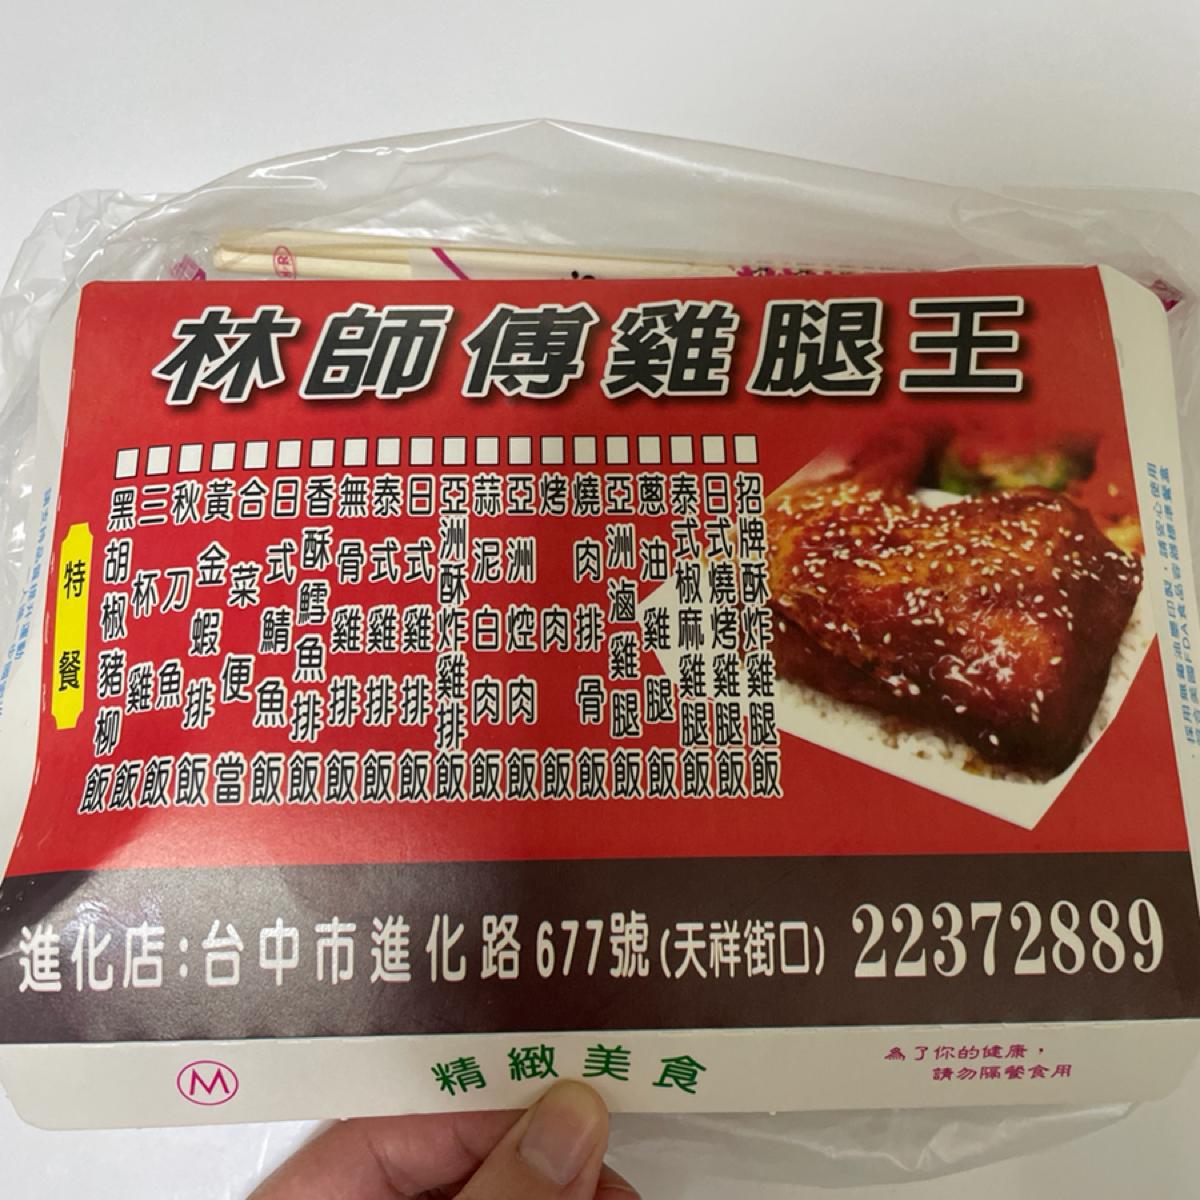 林師傅雞腿王
招牌酥炸雞腿飯
日式燒烤雞腿飯
泰式椒麻雞腿飯
蔥油雞腿飯
亞洲滷雞腿飯
燒肉排骨飯
烤肉飯
亞洲焢肉飯
蒜泥白肉飯
亞洲酥炸雞排飯
日式雞排飯
泰式雞排飯
無骨雞排飯
香酥鱈魚排飯
日式鯖魚飯
合菜便當
黃金蝦排飯
秋刀魚飯
三杯雞飯
黑胡椒豬柳飯
特餐
進化店:台中市進化路677號(天祥街口) 22372889
M
精緻美食
為了你的健康，
請勿隔餐食用